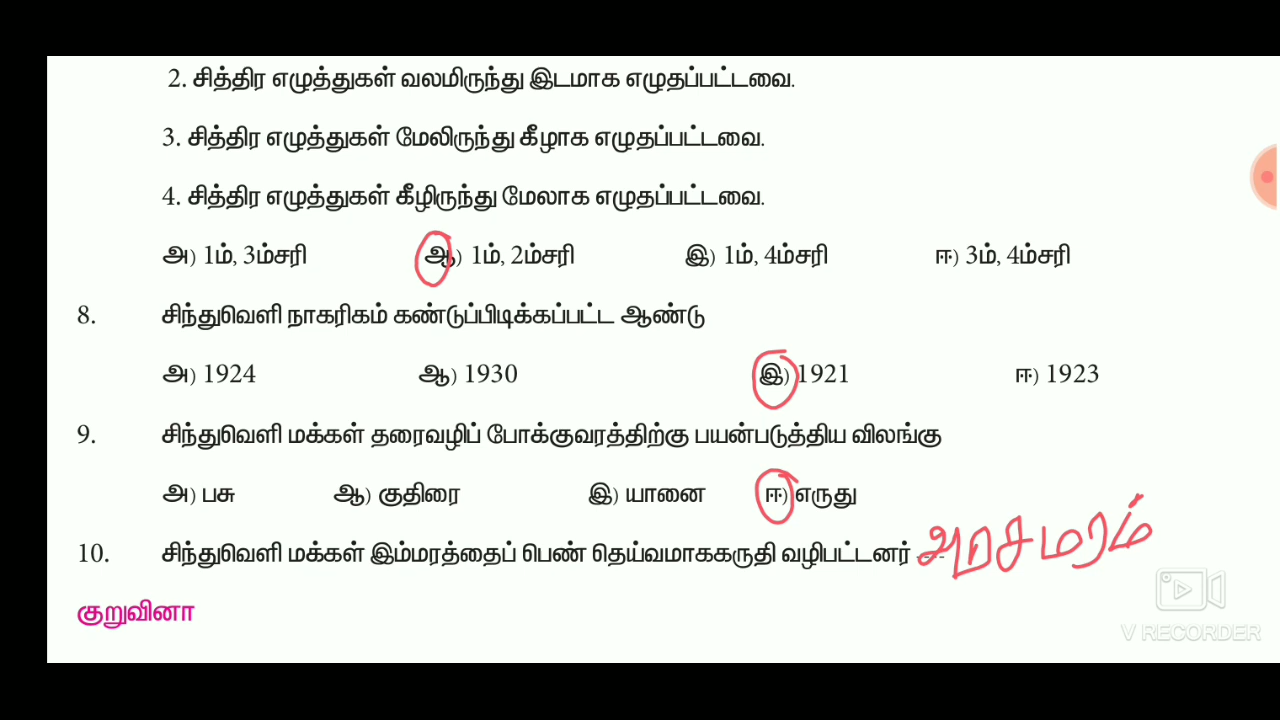 2. சித்திர எழுத்துகள் வலமிருந்து இடமாக எழுதப்பட்டவை.
3. சித்திர எழுத்துகள் மேலிருந்து கீழாக எழுதப்பட்டவை.
4. சித்திர எழுத்துகள் கீழிருந்து மேலாக எழுதப்பட்டவை.
அ) 1ம், 3ம்சரி ஆ) 1ம், 2ம்சரி இ) 1ம், 4ம்சரி ஈ) 3ம், 4ம்சரி
8. சிந்துவெளி நாகரிகம் கண்டுப்பிடிக்கப்பட்ட ஆண்டு
அ) 1924 ஆ) 1930 இ) 1921 ஈ) 1923
9. சிந்துவெளி மக்கள் தரைவழிப் போக்குவரத்திற்கு பயன்படுத்திய விலங்கு
அ) பசு ஆ) குதிரை இ) யானை ஈ) எருது
10. சிந்துவெளி மக்கள் இம்மரத்தைப் பெண் தெய்வமாககருதி வழிபட்டனர் ---- அரசமரம்
குறுவினா
V RECORDER